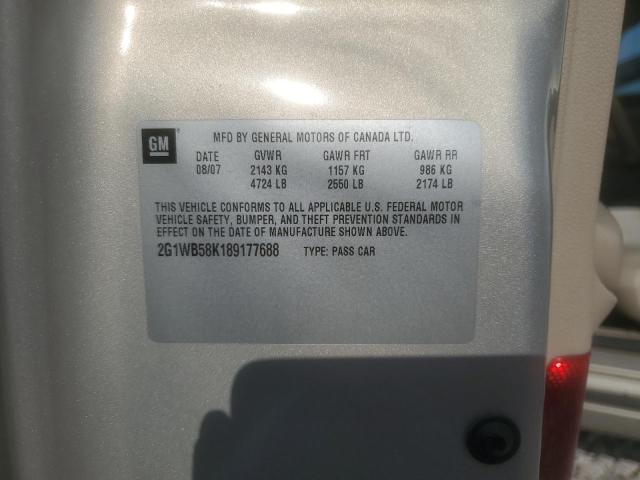 GM
MFD BY GENERAL MOTORS OF CANADA LTD.
DATE GVWR GAWR FRT GAWR RR
08/07 2143 KG 1157 KG 986 KG
4724 LB 2550 LB 2174 LB
THIS VEHICLE CONFORMS TO ALL APPLICABLE U.S. FEDERAL MOTOR
VEHICLE SAFETY, BUMPER, AND THEFT PREVENTION STANDARDS IN
EFFECT ON THE DATE OF MANUFACTURE SHOWN ABOVE.
2G1WB58K189177688 TYPE: PASS CAR